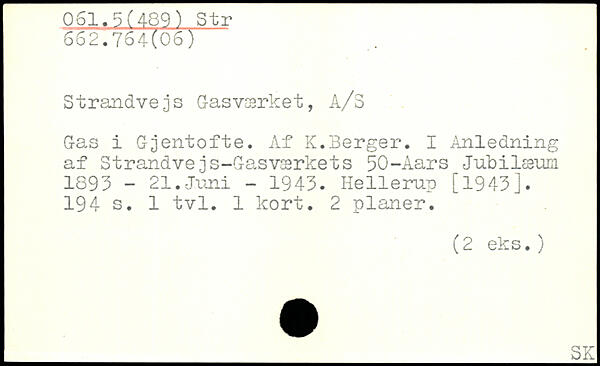 061.5(489) Str
662.764(06)
Strandvejs Gasværket, A/S
Gas i Gjentofte. Af K.Berger. I Anledning
af Strandvejs-Gasværkets 50-Aars Jubilæum
1893 - 21.Juni - 1943. Hellerup [1943].
194 s. 1 tvl. 1 kort. 2 planer.
(2 eks.)
SK